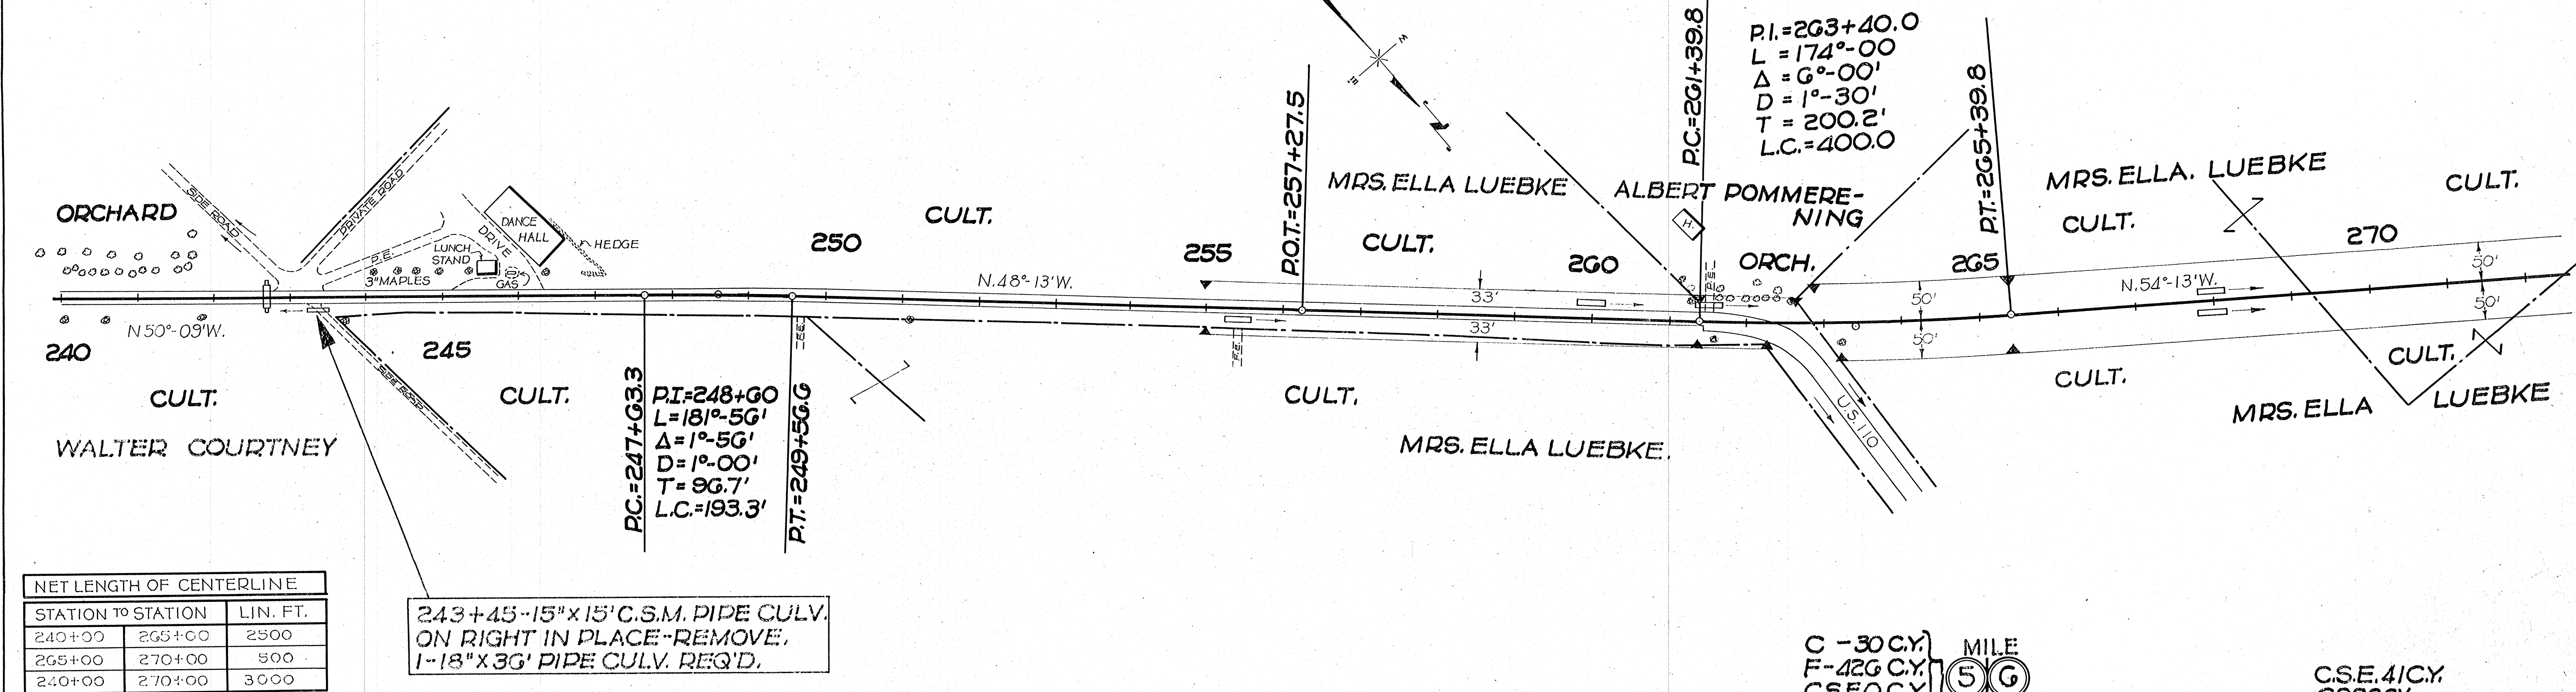 P.I.=263+40.0
L =174°-00
Δ =6°-00'
D =1°-30'
T = 200.2'
L.C.=400.0
P.C.=261+39.8
P.T.=265+39.8
P.O.T.=257+27.5
W
N
MRS. ELLA LUEBKE
ALBERT POMMERE-
NING
H.
MRS. ELLA. LUEBKE
CULT.
CULT.
ORCHARD
SIDE ROAD
PRIVATE ROAD
P.E.
LUNCH
STAND
DRIVE
DANCE
HALL
HEDGE
GAS
3"MAPLES
CULT.
CULT.
250
255
260
ORCH.
P.E.
265
270
N.48°-13'W.
N.54°-13'W.
33'
33'
50'
50'
50'
50'
N 50°-09'W.
240
245
P.E.
P.E.
CULT.
CULT.
SIDE ROAD
CULT.
CULT.
CULT.
WALTER COURTNEY
P.C.=247+63.3
P.I.=248+60
L=181°-56'
Δ=1°-56'
D=1°-00'
T=96.7'
L.C.=193.3'
P.T.=249+56.6
MRS. ELLA LUEBKE.
U.S. 110
MRS. ELLA LUEBKE
NET LENGTH OF CENTERLINE
STATION TO STATION LIN. FT.
240+00 265+00 2500
265+00 270+00 500
240+00 270+00 3000
243+45-15"X15' C.S.M. PIPE CULV.
ON RIGHT IN PLACE-REMOVE.
1-18"X36' PIPE CULV. REQ'D.
C -30 C.Y.
F-426 C.Y.
MILE
5 6
C.S.E. 41 C.Y.